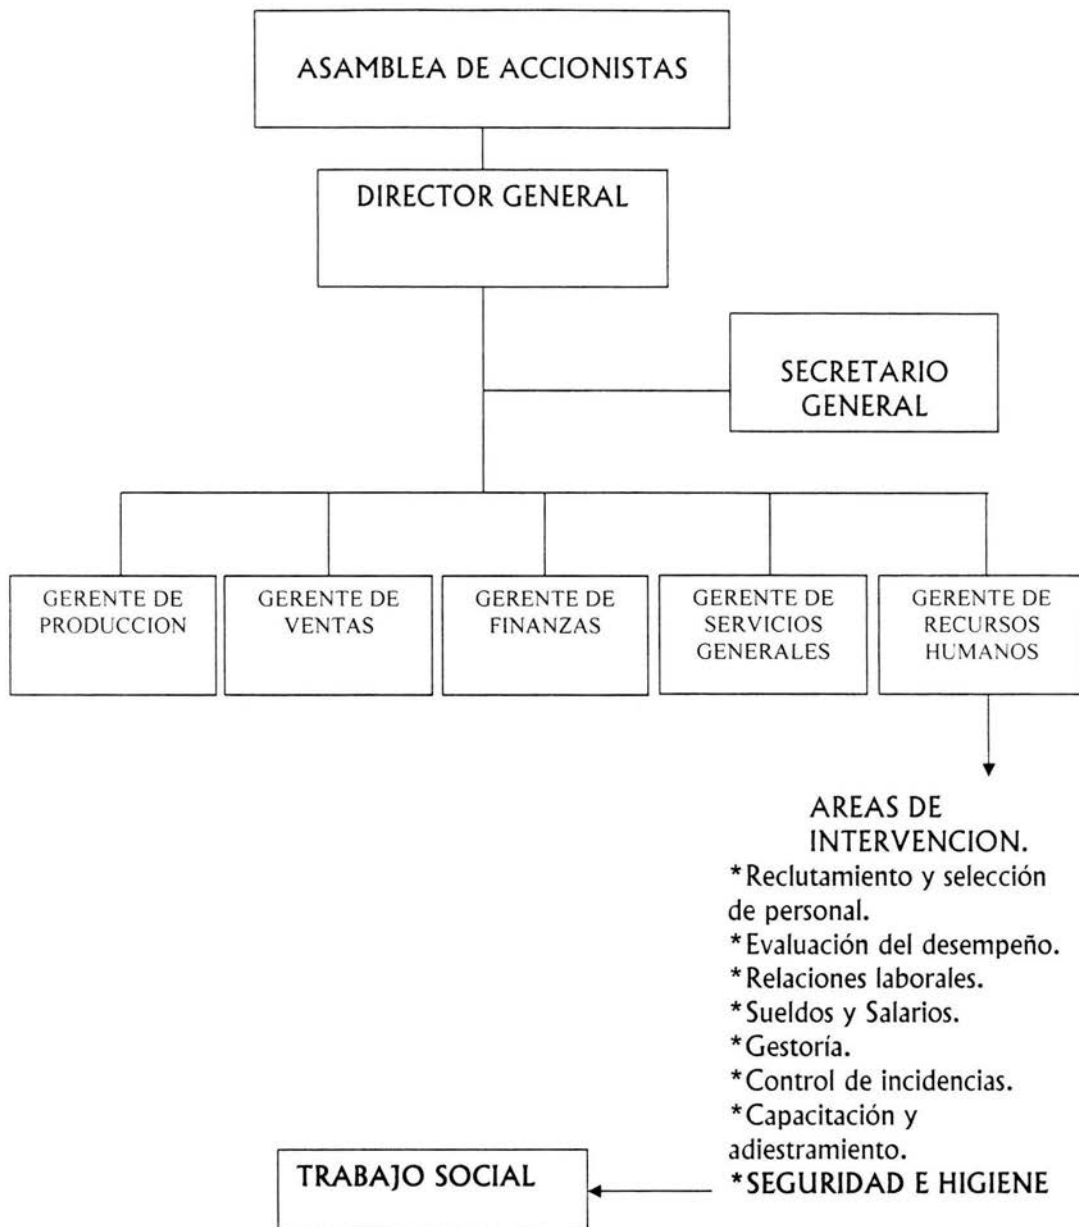 ASAMBLEA DE ACCIONISTAS
DIRECTOR GENERAL
SECRETARIO
GENERAL
GERENTE DE
PRODUCCION
GERENTE DE
VENTAS
GERENTE DE
FINANZAS
GERENTE DE
SERVICIOS
GENERALES
GERENTE DE
RECURSOS
HUMANOS
AREAS DE
INTERVENCION.
*Reclutamiento y selección
de personal.
*Evaluación del desempeño.
*Relaciones laborales.
*Sueldos y Salarios.
*Gestoría.
*Control de incidencias.
*Capacitación y
adiestramiento.
*SEGURIDAD E HIGIENE
TRABAJO SOCIAL